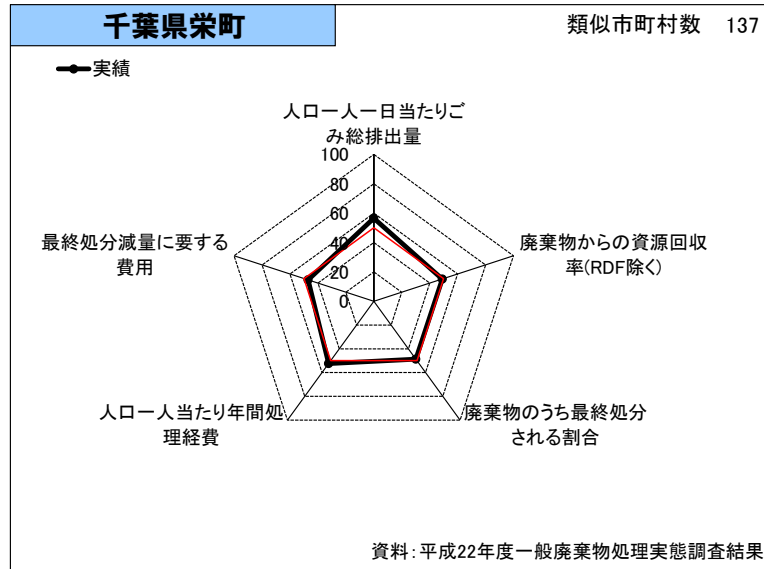 千葉県栄町
類似市町村数 137
実績
人口一人一日当たりご
み総排出量
100
80
60
40
20
0
廃棄物からの資源回収
率(RDF除く)
最終処分減量に要する
費用
人口一人当たり年間処
理経費
廃棄物のうち最終処分
される割合
資料:平成22年度一般廃棄物処理実態調査結果